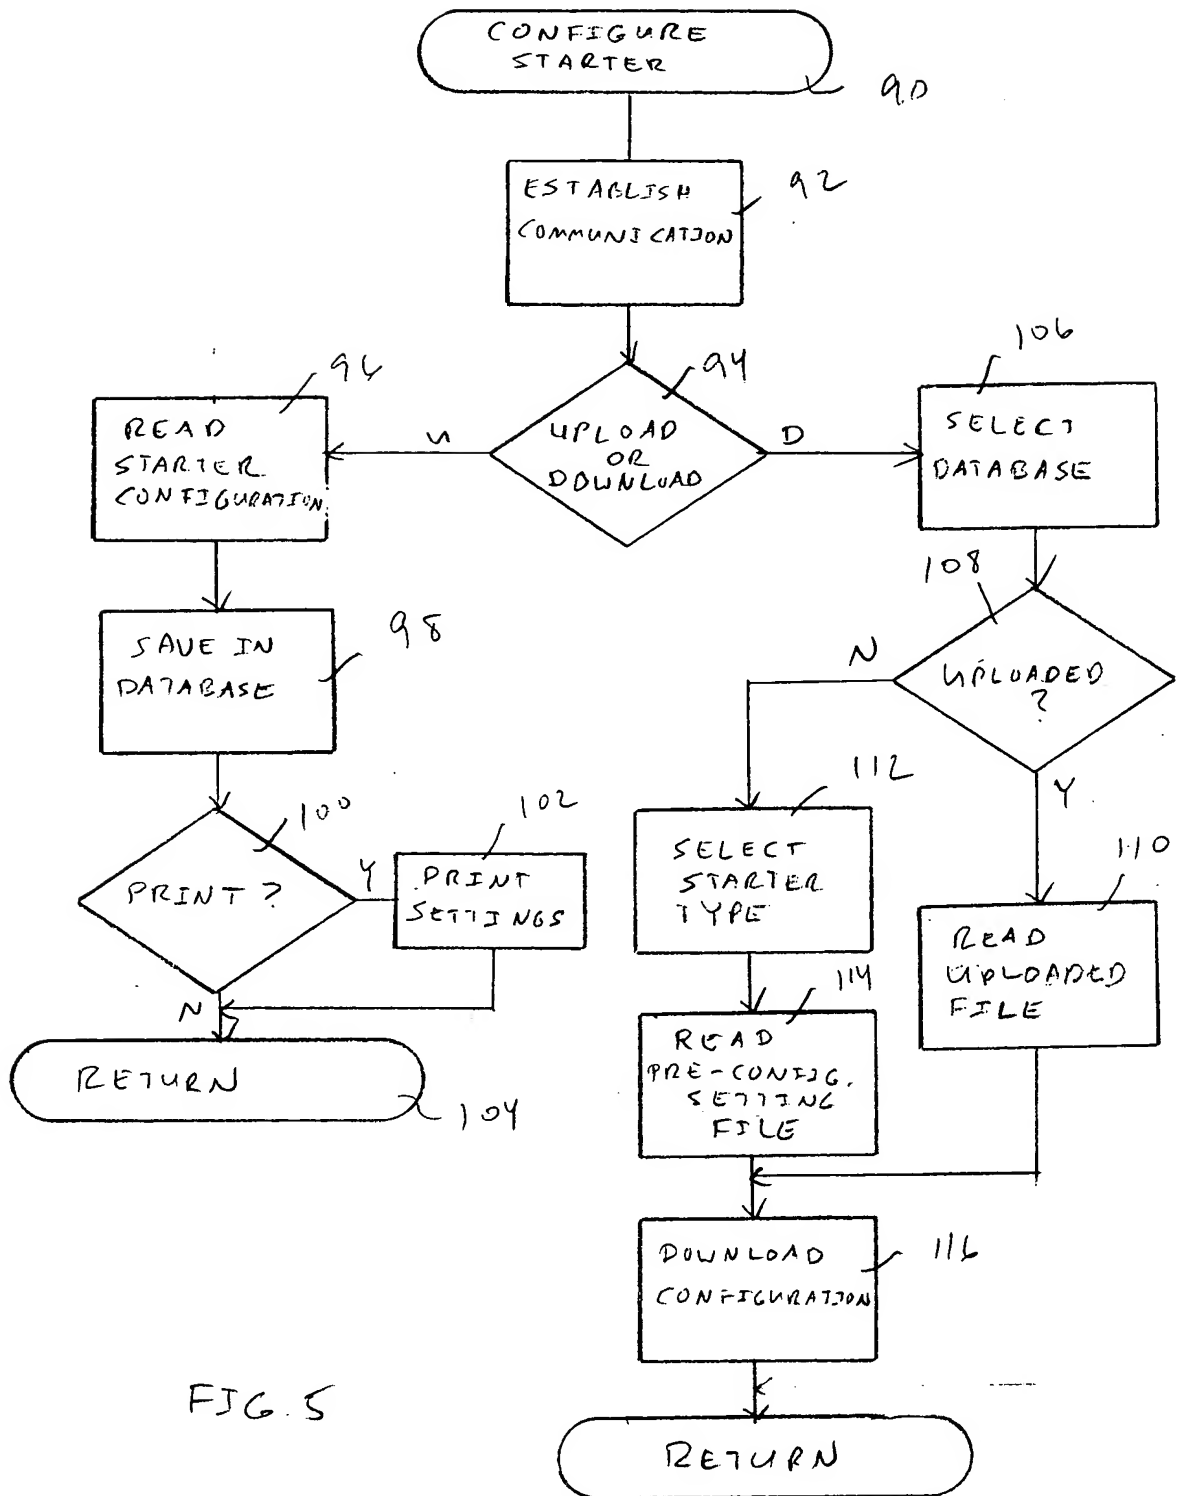 CONFIGURE
STARTER
90
ESTABLISH
COMMUNICATION
92
UPLOAD
OR
DOWNLOAD
94
U
D
READ
STARTER
CONFIGURATION
96
SAVE IN
DATABASE
98
PRINT ?
100
Y
N
PRINT
SETTINGS
102
RETURN
104
SELECT
DATABASE
106
UPLOADED
?
108
N
Y
SELECT
STARTER
TYPE
112
READ
UPLOADED
FILE
110
READ
PRE-CONFIG.
SETTING
FILE
114
DOWNLOAD
CONFIGURATION
116
RETURN
FIG. 5